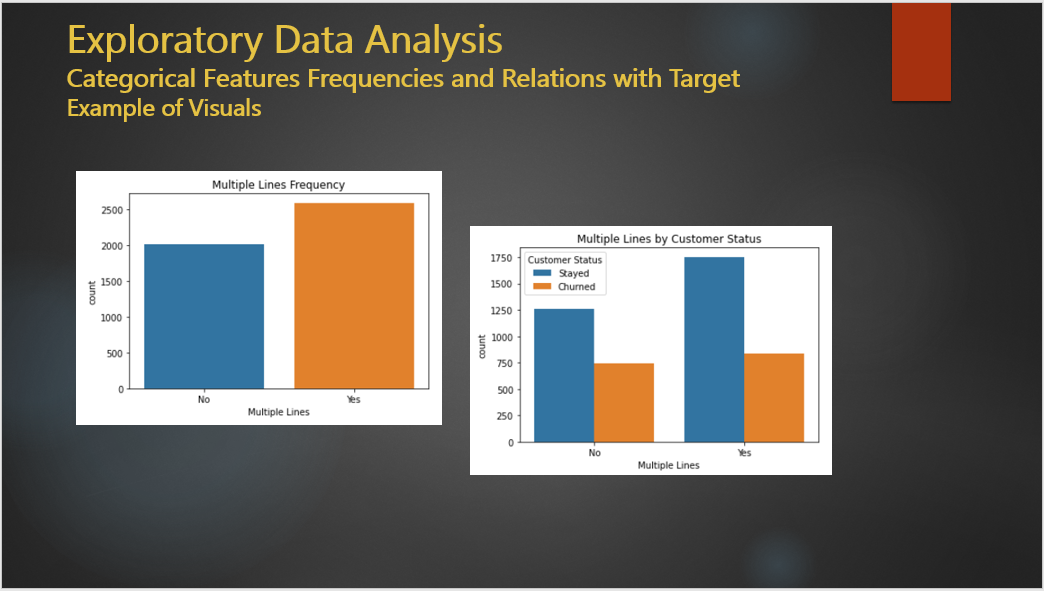 Exploratory Data Analysis
Categorical Features Frequencies and Relations with Target
Example of Visuals
Multiple Lines Frequency
2500
2000
1500
1000
500
0
count
No Yes
Multiple Lines
Multiple Lines by Customer Status
Customer Status
Stayed
Churned
1750
1500
1250
1000
750
500
250
0
count
No Yes
Multiple Lines